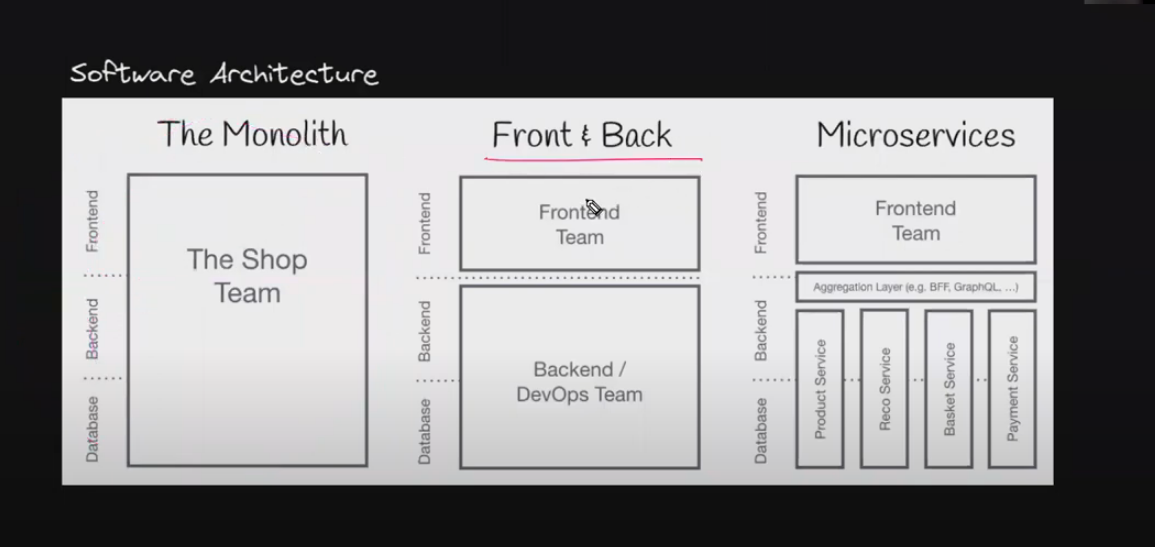 Software Architecture
The Monolith
Frontend
Backend
Database
The Shop
Team
Front & Back
Frontend
Backend
Database
Frontend
Team
Backend /
DevOps Team
Microservices
Frontend
Backend
Database
Frontend
Team
Aggregation Layer (e.g. BFF, GraphQL, ...)
Product Service
Reco Service
Basket Service
Payment Service